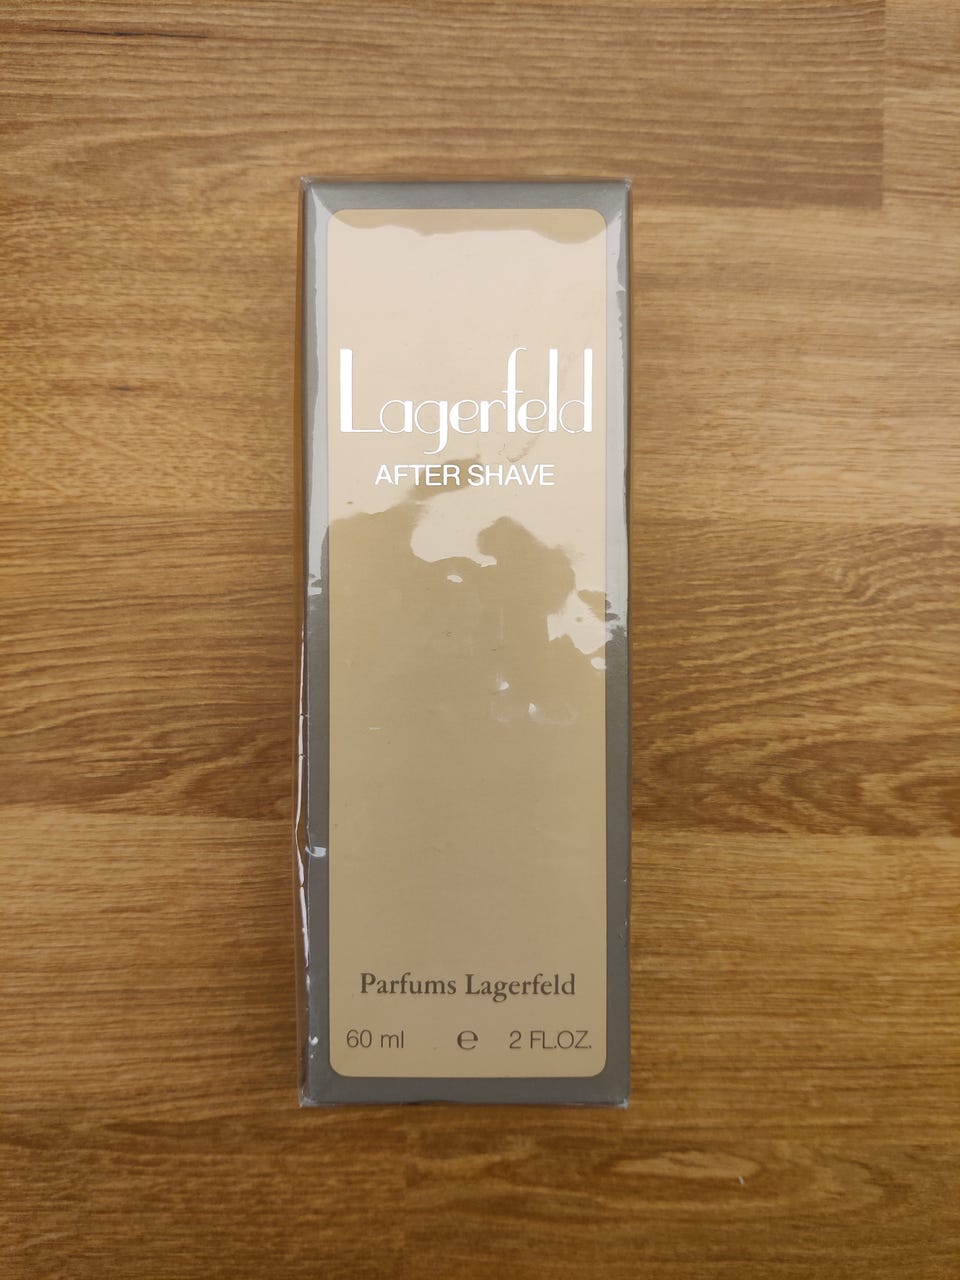 Lagerfeld
AFTER SHAVE
Parfums Lagerfeld
60 ml ℮ 2 FL.OZ.